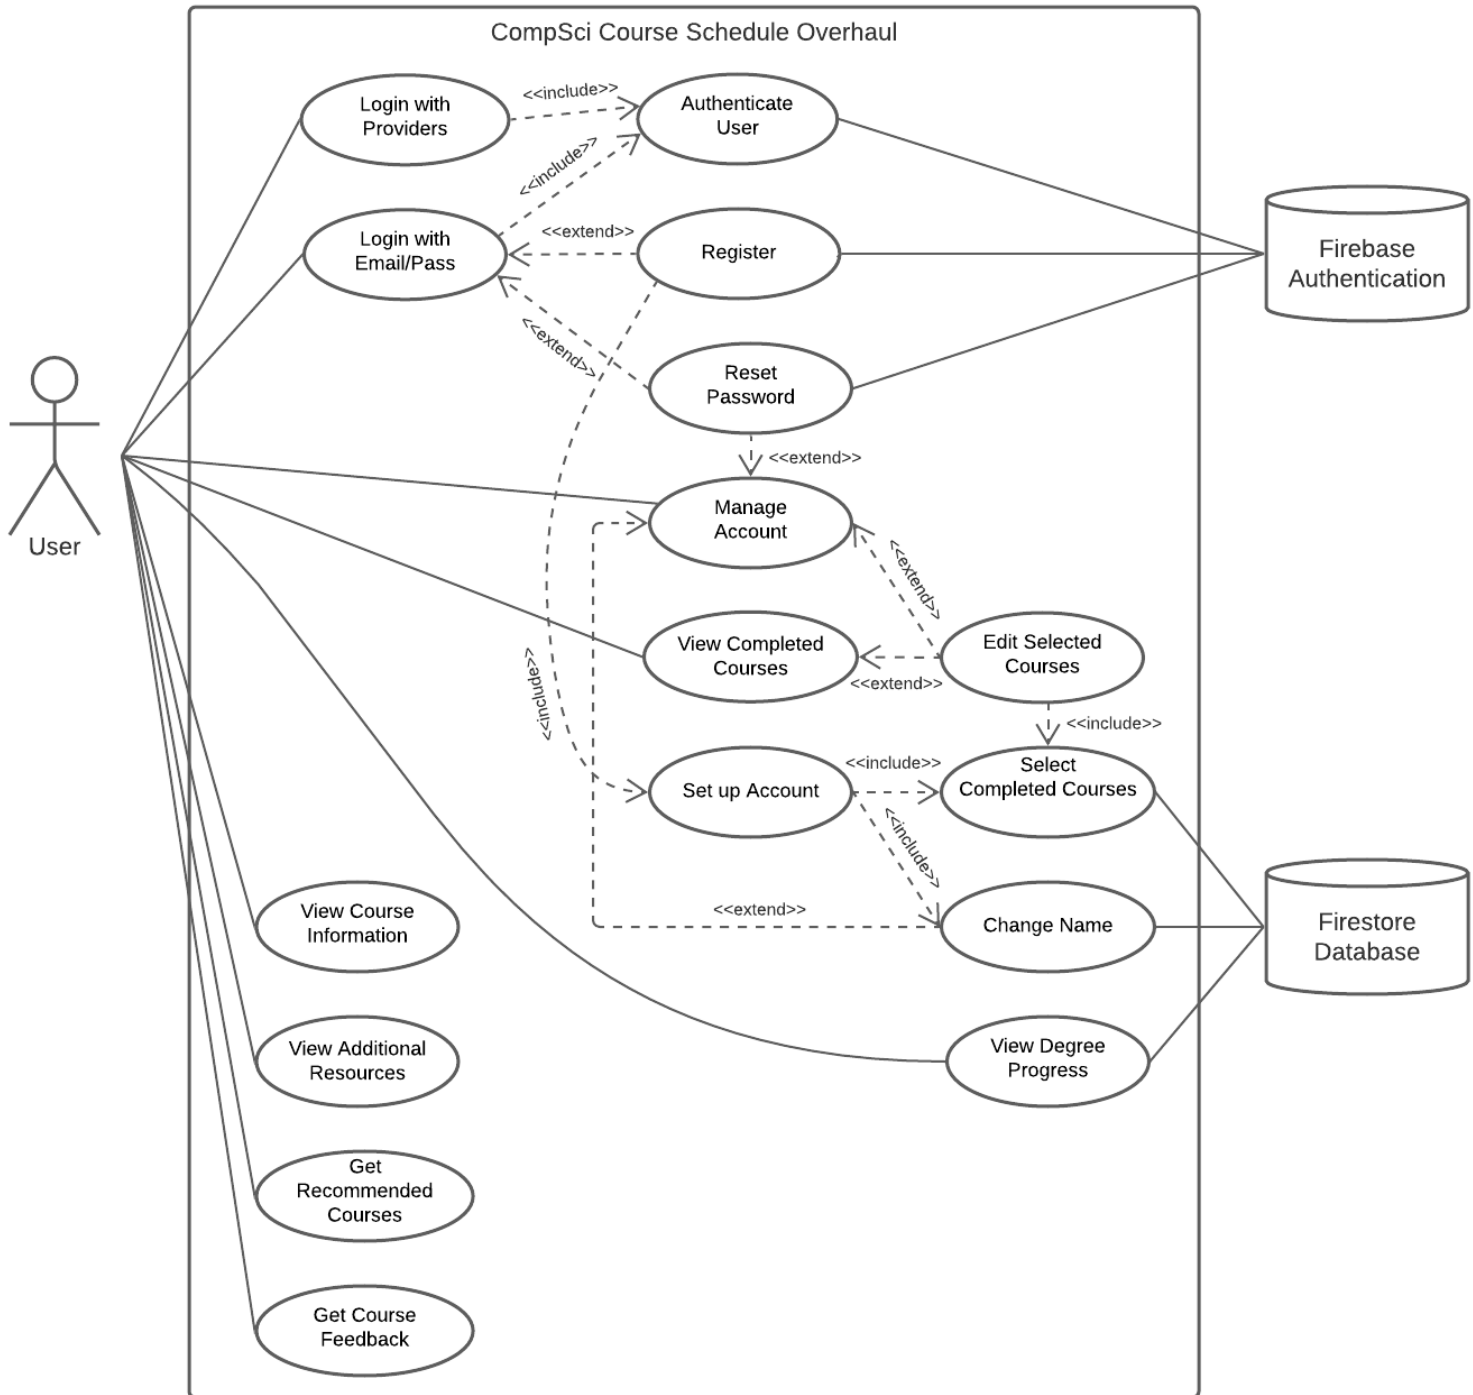 CompSci Course Schedule Overhaul
Login with
Providers
<<include>>
Authenticate
User
<<include>>
Login with
Email/Pass
<<extend>>
Register
Firebase
Authentication
<<extend>>
Reset
Password
<<extend>>
User
Manage
Account
<<extend>>
View Completed
Courses
<<extend>>
Edit Selected
Courses
<<include>>
<<include>>
Set up Account
<<include>>
Select
Completed Courses
<<include>>
View Course
Information
<<extend>>
Change Name
Firestore
Database
View Additional
Resources
View Degree
Progress
Get
Recommended
Courses
Get Course
Feedback